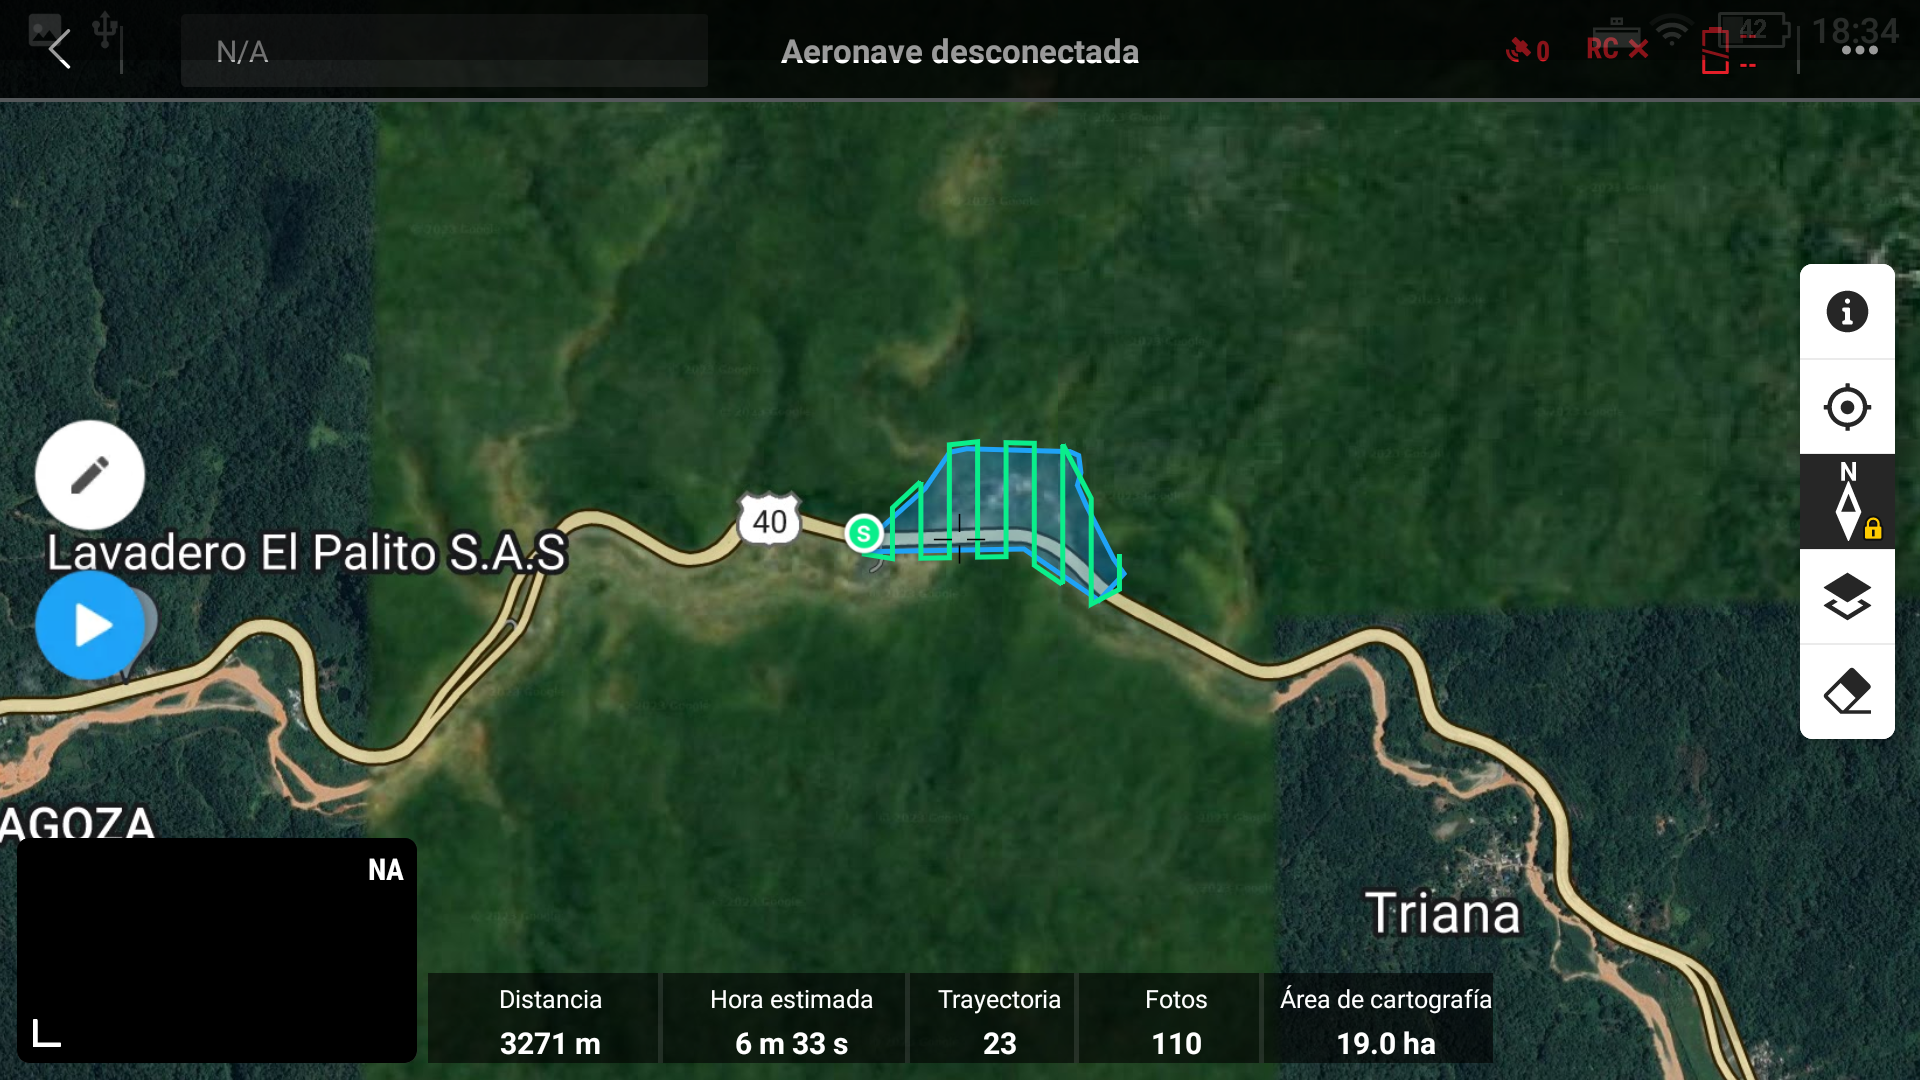 42
18:34
N/A
Aeronave desconectada
0
RC
--
--
N
40
S
Lavadero El Palito S.A.S
AGOZA
NA
Triana
Distancia
3271 m
Hora estimada
6 m 33 s
Trayectoria
23
Fotos
110
Área de cartografía
19.0 ha